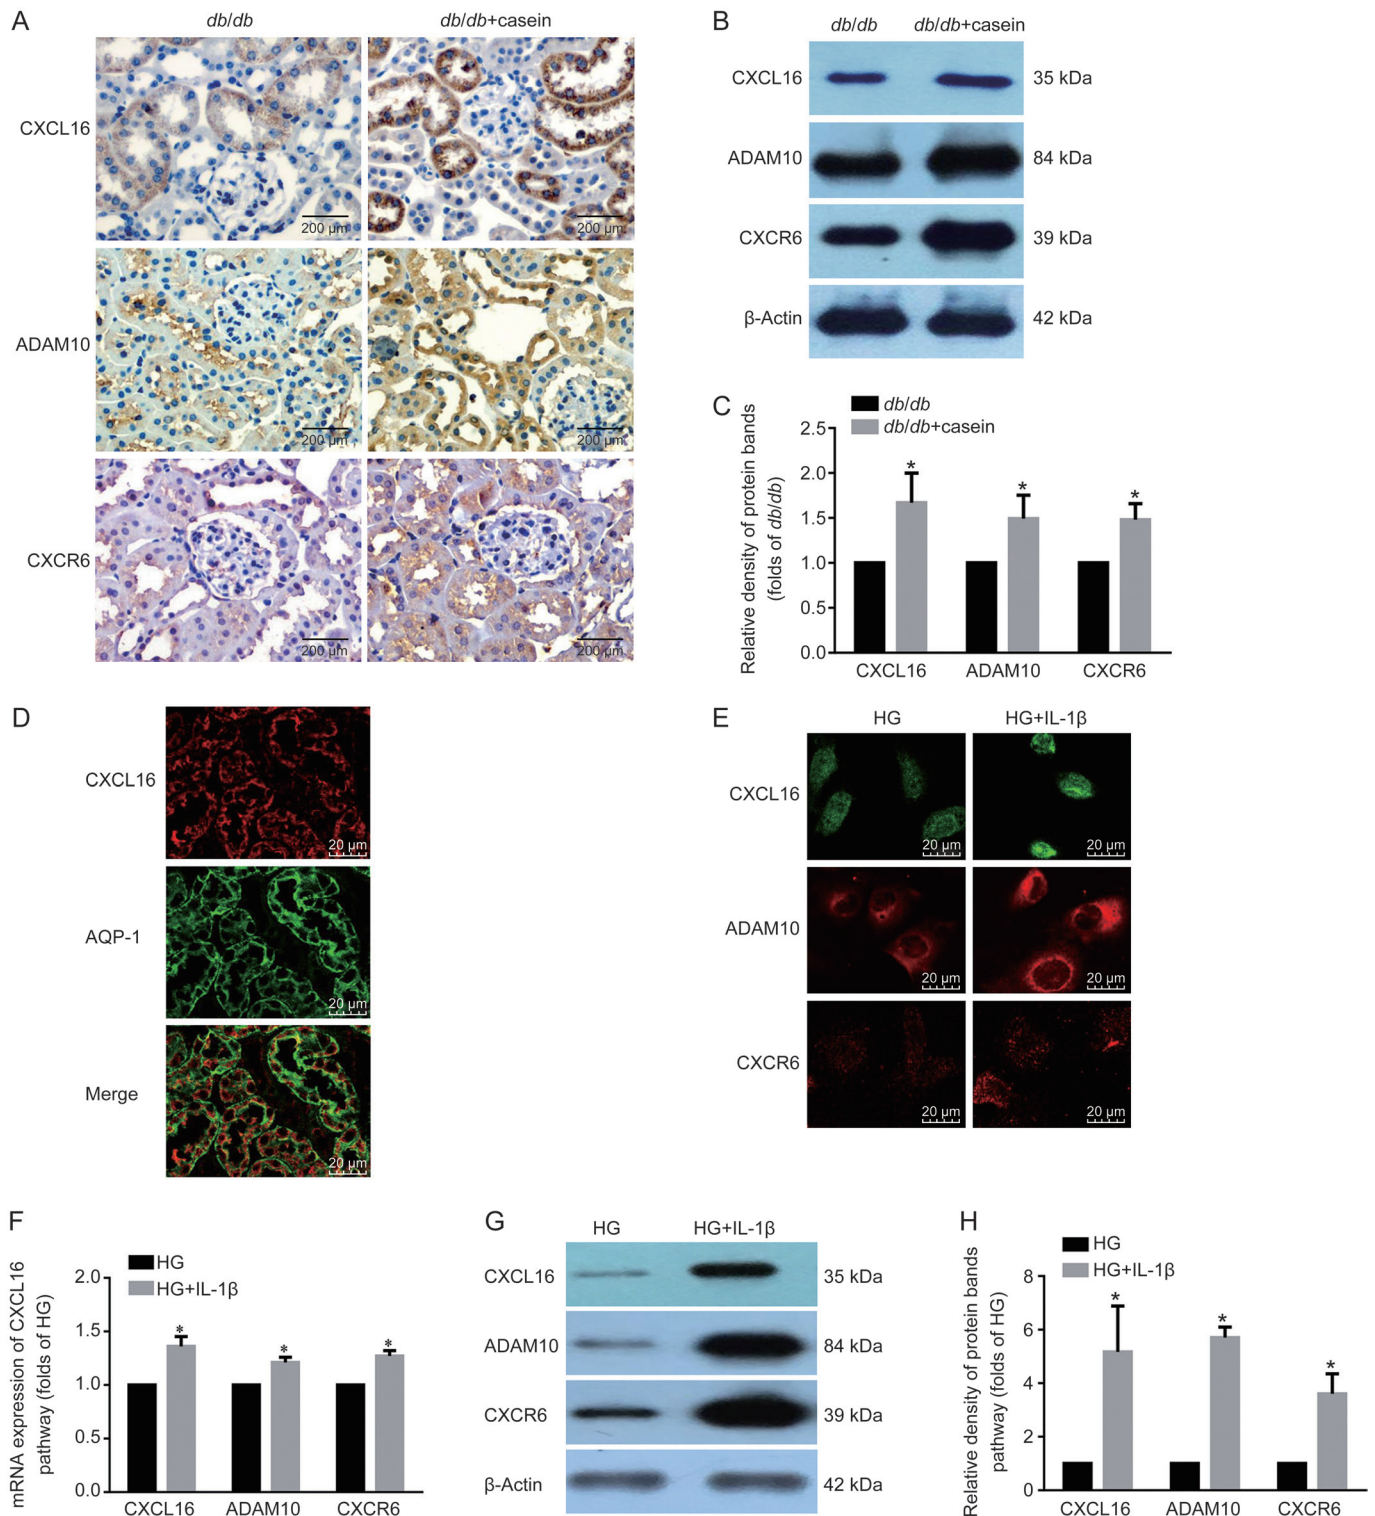 A
db/db
db/db+casein
CXCL16
200 µm
200 µm
ADAM10
200 µm
200 µm
CXCR6
200 µm
200 µm
B
db/db
db/db+casein
CXCL16
35 kDa
ADAM10
84 kDa
CXCR6
39 kDa
β-Actin
42 kDa
C
db/db
db/db+casein
Relative density of protein bands
(folds of db/db)
2.5
2.0
1.5
1.0
0.5
0.0
*
*
*
CXCL16
ADAM10
CXCR6
D
CXCL16
20 µm
AQP-1
20 µm
Merge
20 µm
E
HG
HG+IL-1β
CXCL16
20 µm
20 µm
ADAM10
20 µm
20 µm
CXCR6
20 µm
20 µm
F
HG
HG+IL-1β
mRNA expression of CXCL16
pathway (folds of HG)
2.0
1.5
1.0
0.5
0.0
*
*
*
CXCL16
ADAM10
CXCR6
G
HG
HG+IL-1β
CXCL16
35 kDa
ADAM10
84 kDa
CXCR6
39 kDa
β-Actin
42 kDa
H
HG
HG+IL-1β
Relative density of protein bands
pathway (folds of HG)
8
6
4
2
0
*
*
*
CXCL16
ADAM10
CXCR6